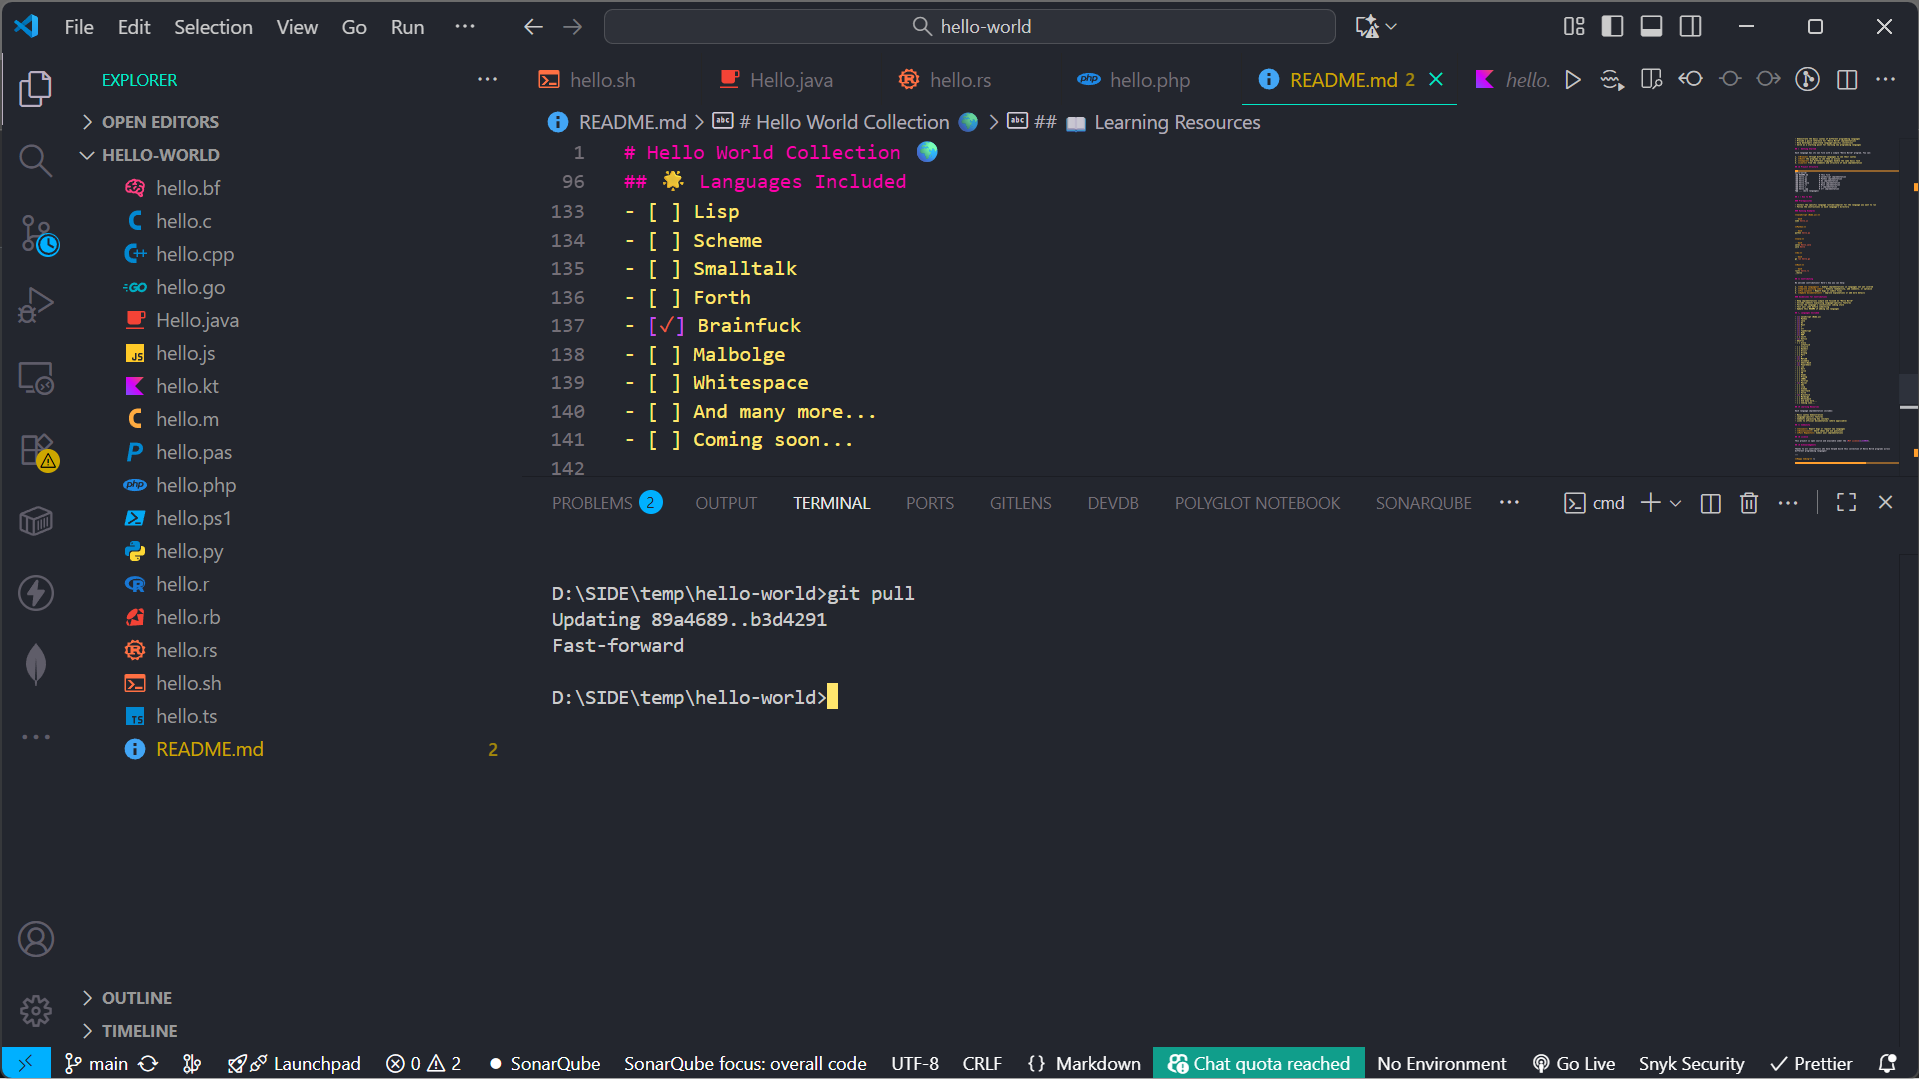 File Edit Selection View Go Run ··· hello-world
EXPLORER ···
OPEN EDITORS
HELLO-WORLD
hello.bf
hello.c
hello.cpp
hello.go
Hello.java
hello.js
hello.kt
hello.m
hello.pas
hello.php
hello.ps1
hello.py
hello.r
hello.rb
hello.rs
hello.sh
hello.ts
README.md 2
OUTLINE
TIMELINE
hello.sh Hello.java hello.rs hello.php README.md 2 hello.
README.md > # Hello World Collection 🌍 > ## 📖 Learning Resources
1 # Hello World Collection 🌍
96 ## 🌟 Languages Included
133 - [ ] Lisp
134 - [ ] Scheme
135 - [ ] Smalltalk
136 - [ ] Forth
137 - [✓] Brainfuck
138 - [ ] Malbolge
139 - [ ] Whitespace
140 - [ ] And many more...
141 - [ ] Coming soon...
142
PROBLEMS 2 OUTPUT TERMINAL PORTS GITLENS DEVDB POLYGLOT NOTEBOOK SONARQUBE ··· cmd
D:\SIDE\temp\hello-world>git pull
Updating 89a4689..b3d4291
Fast-forward
D:\SIDE\temp\hello-world>
main Launchpad 0 2 SonarQube SonarQube focus: overall code UTF-8 CRLF {} Markdown Chat quota reached No Environment Go Live Snyk Security Prettier